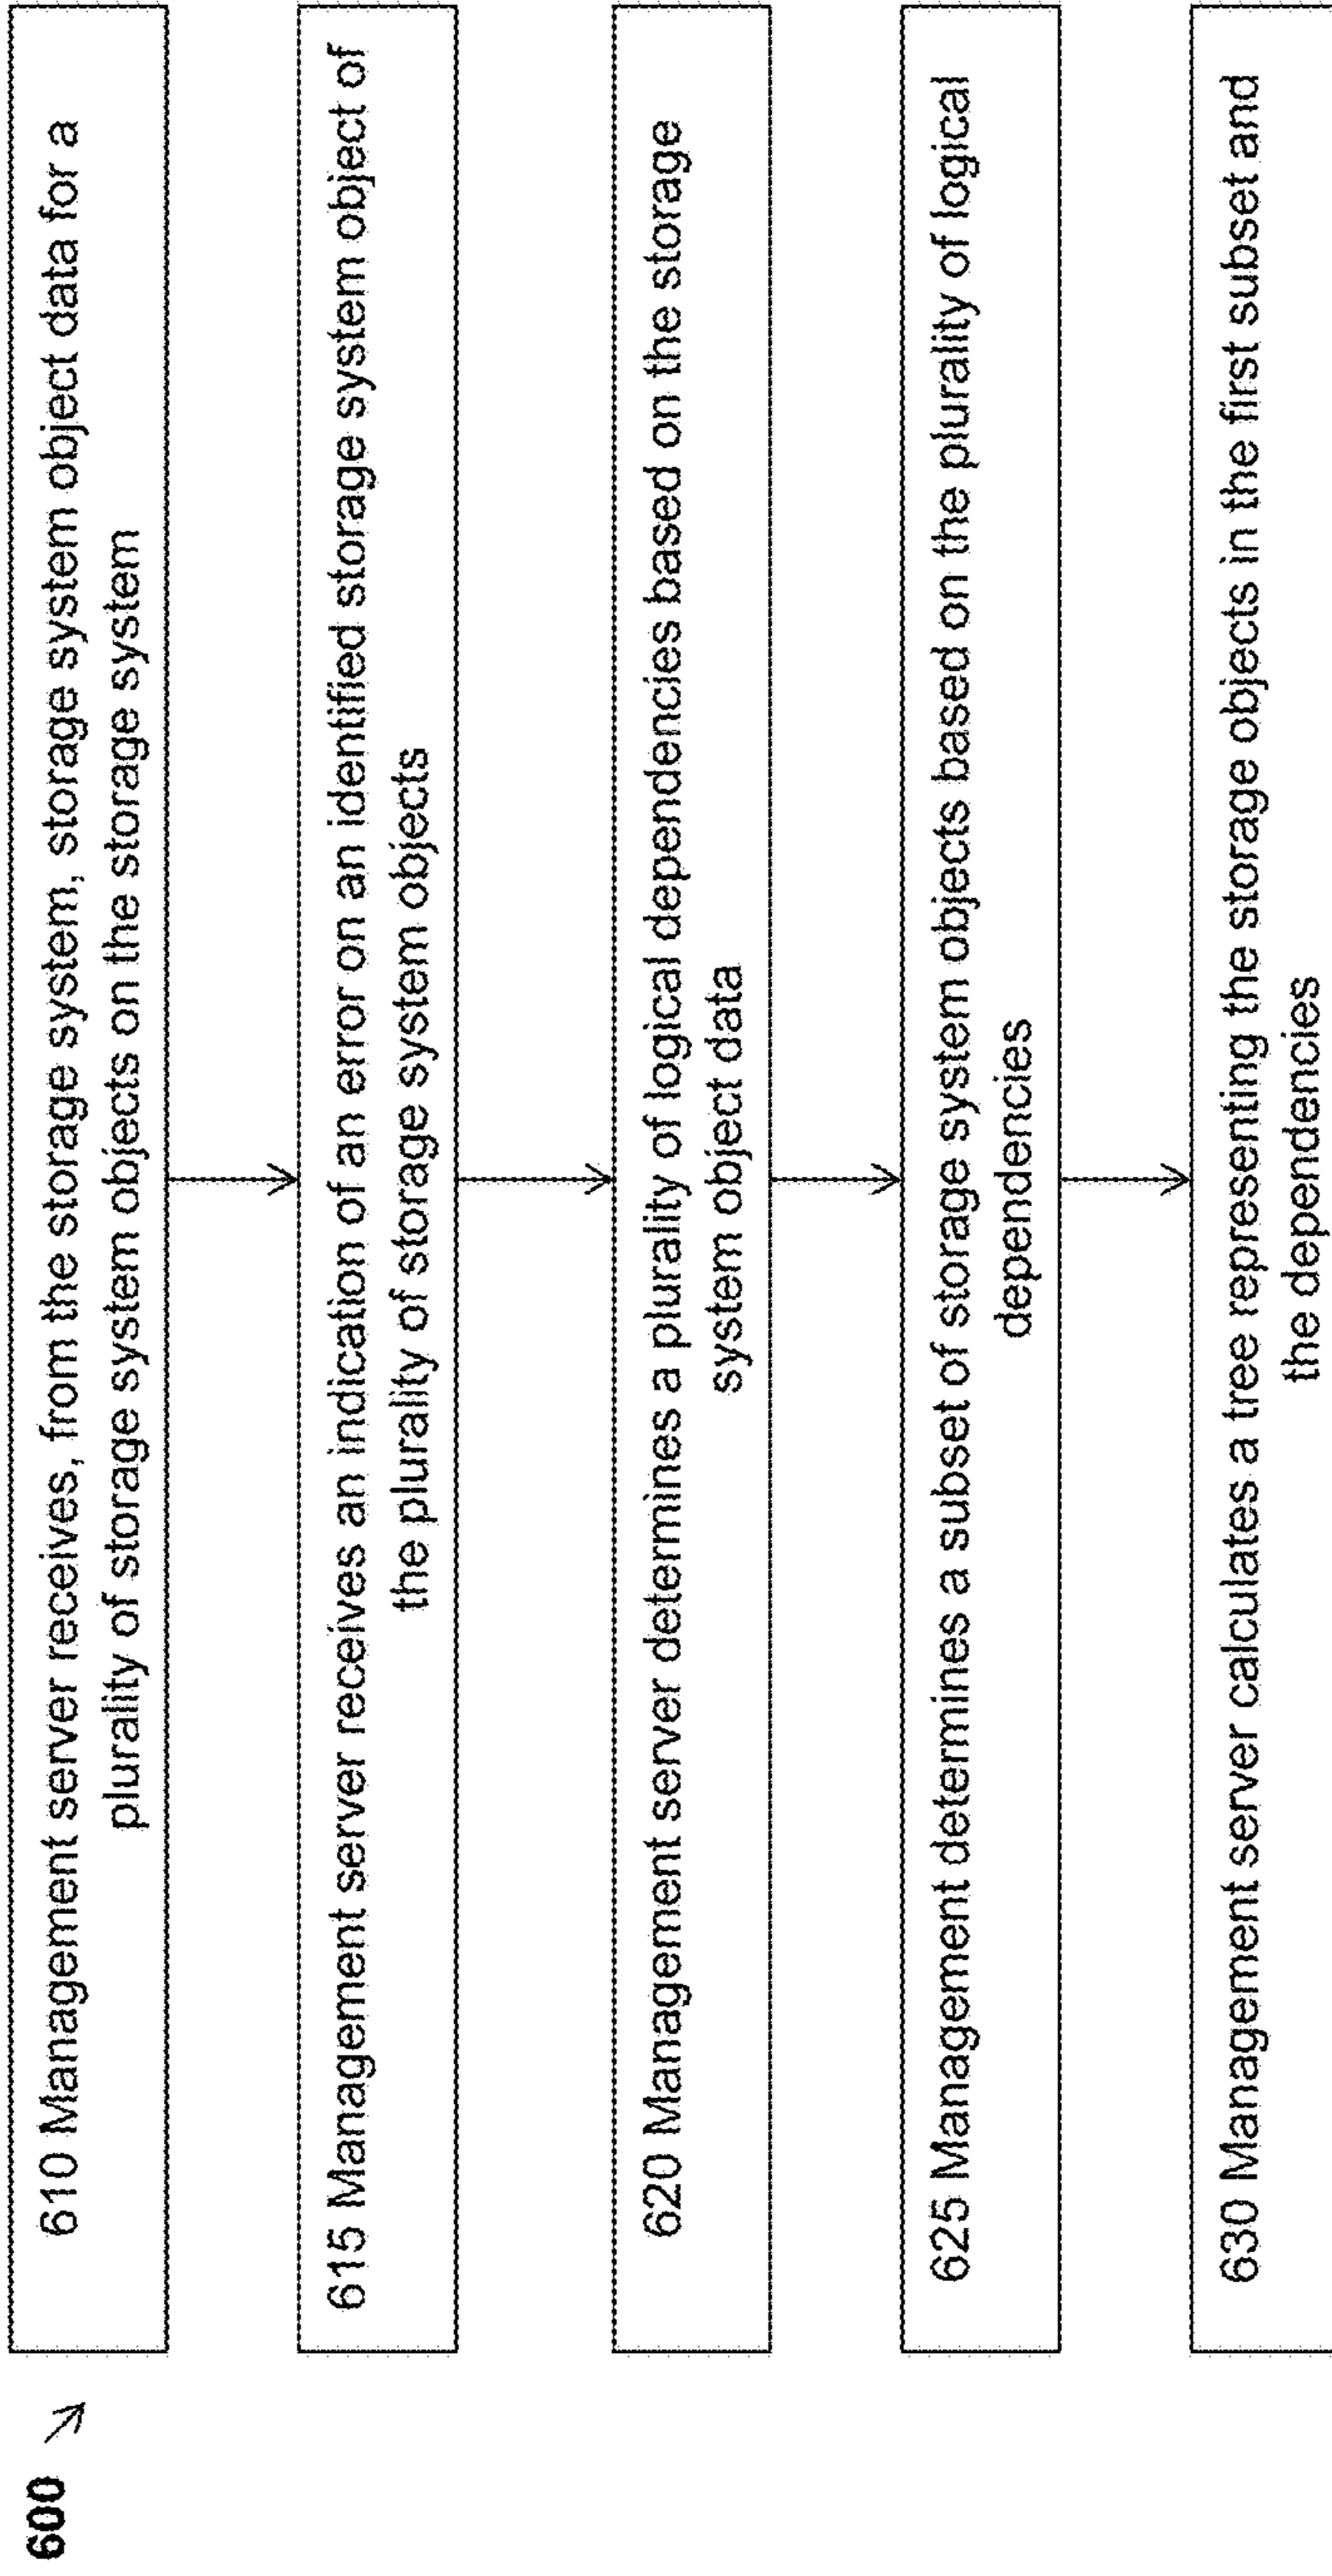 600
610 Management server receives, from the storage system, storage system object data for a
plurality of storage system objects on the storage system
615 Management server receives an indication of an error on an identified storage system object of
the plurality of storage system objects
620 Management server determines a plurality of logical dependencies based on the storage
system object data
625 Management determines a subset of storage system objects based on the plurality of logical
dependencies
630 Management server calculates a tree representing the storage objects in the first subset and
the dependencies